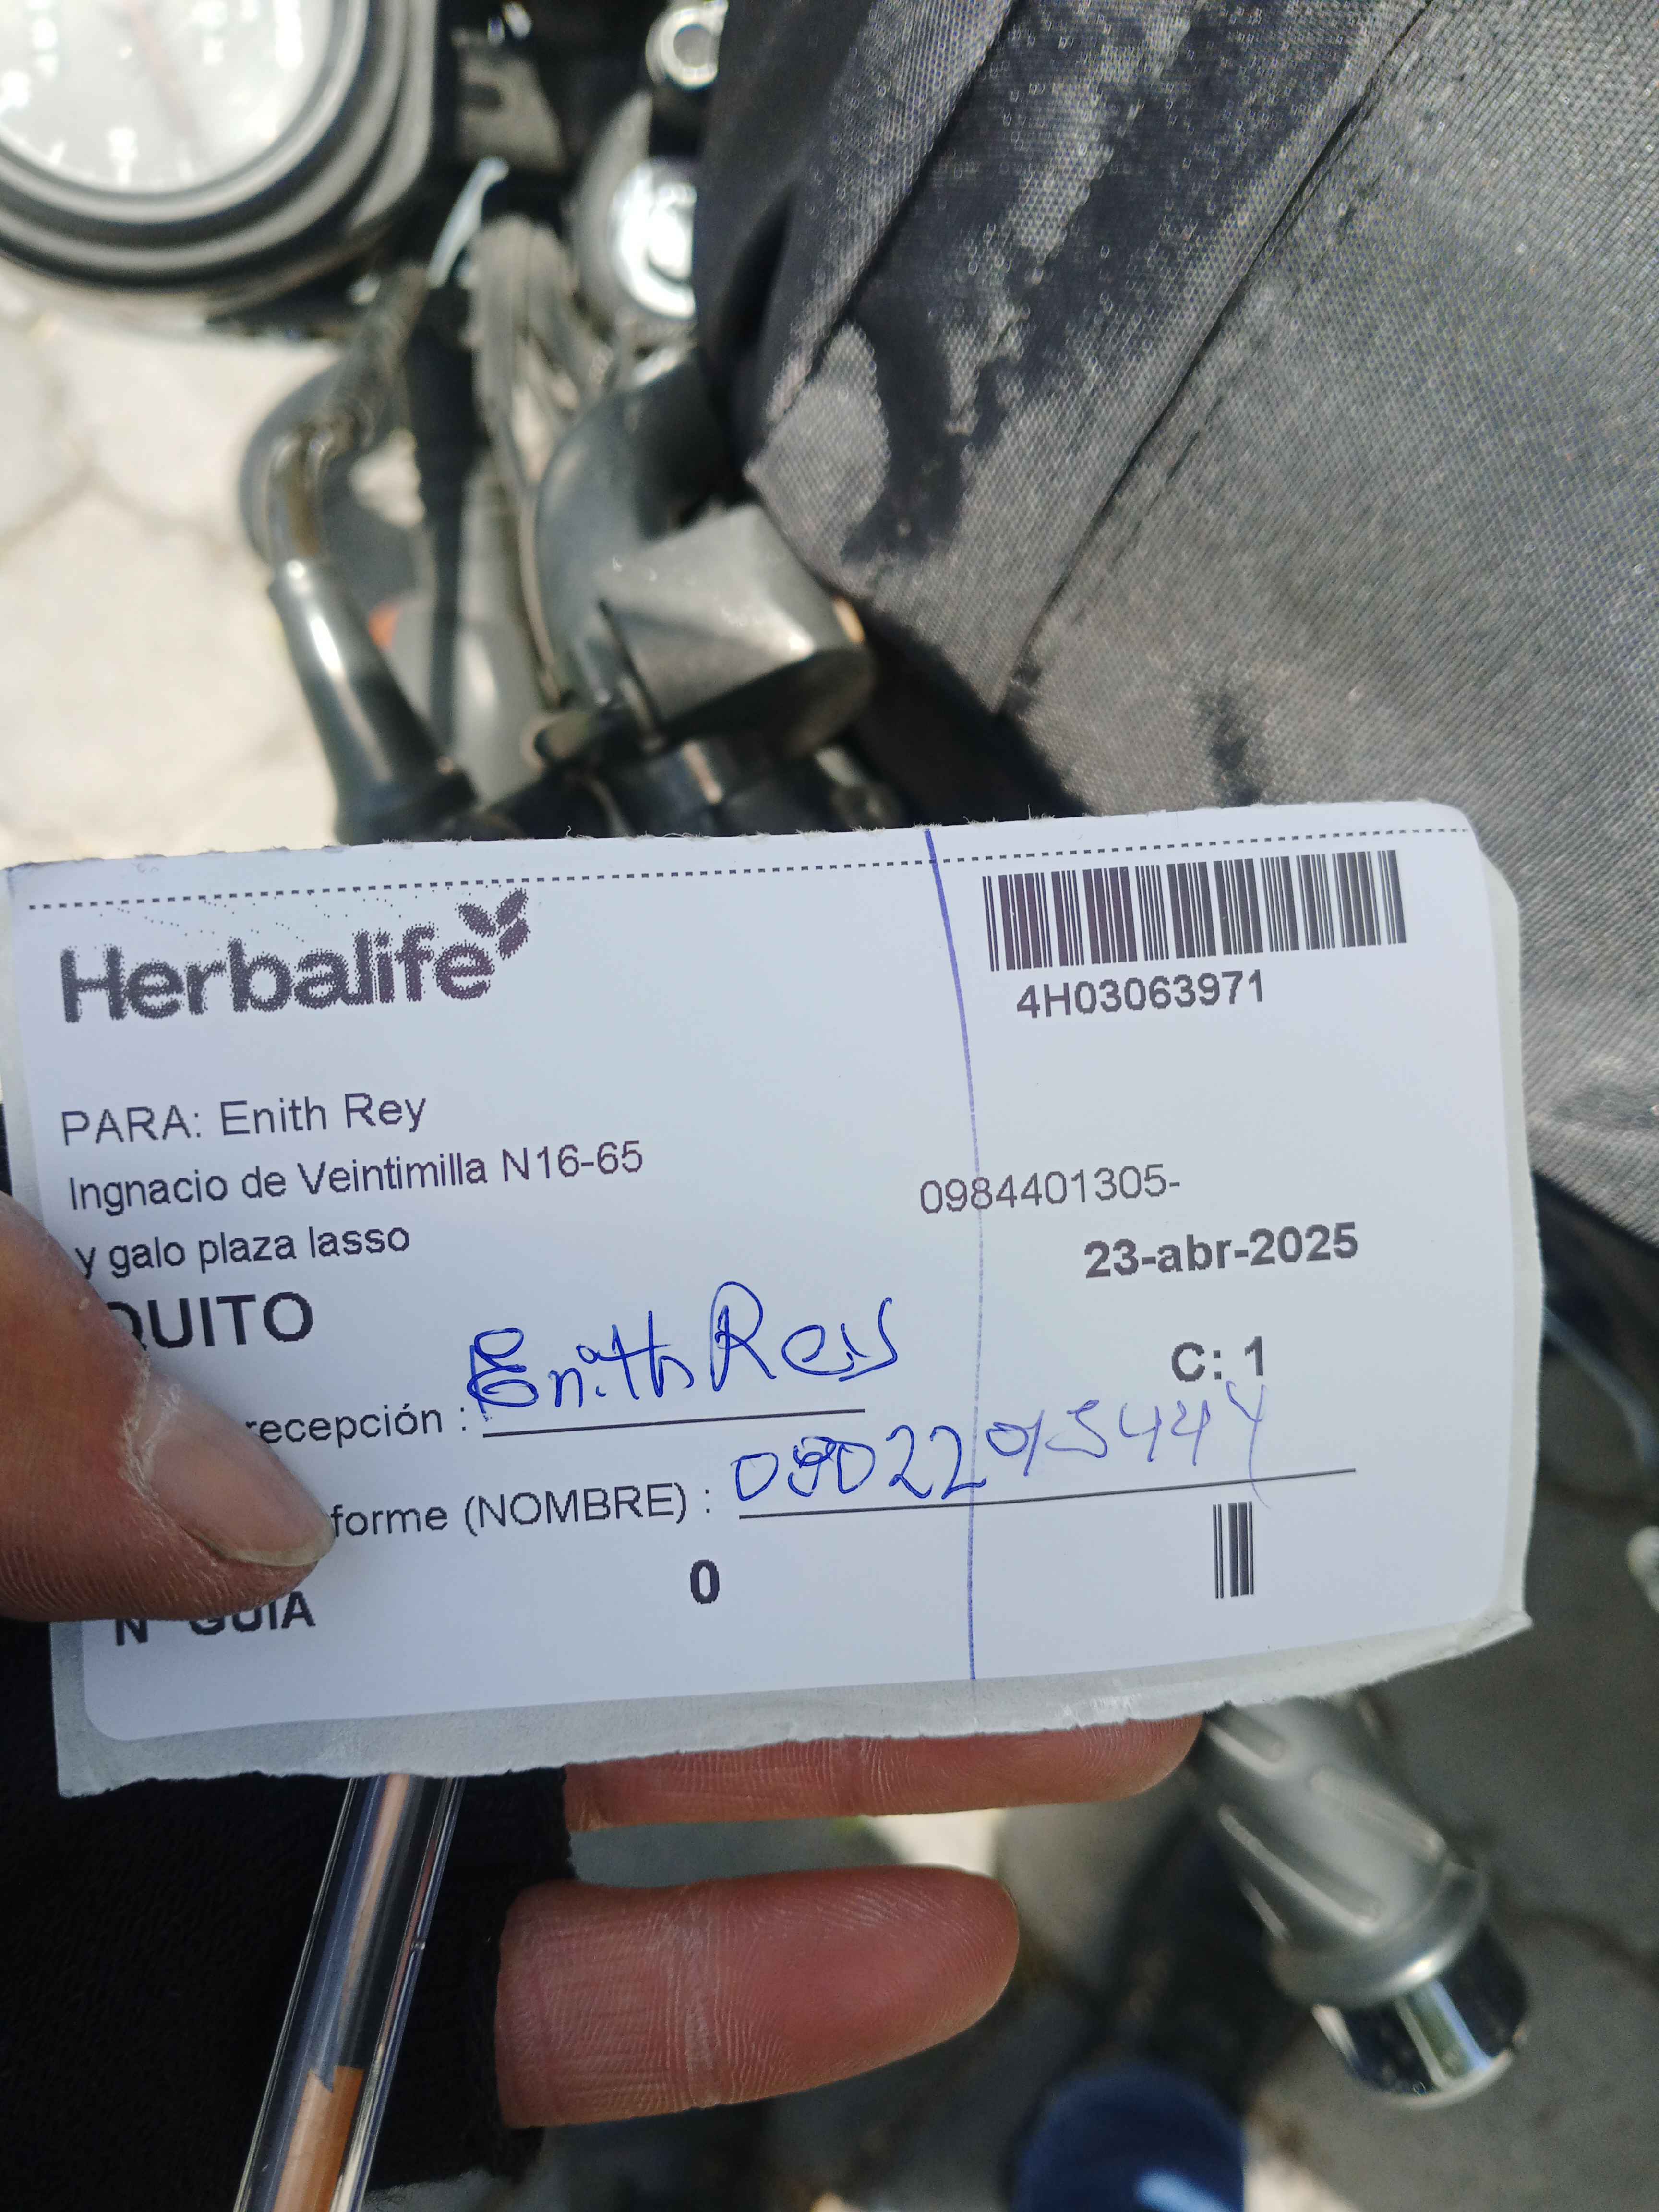 Herbalife
4H03063971
PARA: Enith Rey
Ingnacio de Veintimilla N16-65
y galo plaza lasso
0984401305-
23-abr-2025
QUITO
C: 1
recepción : Enith Rey
forme (NOMBRE) :
N° GUIA 0